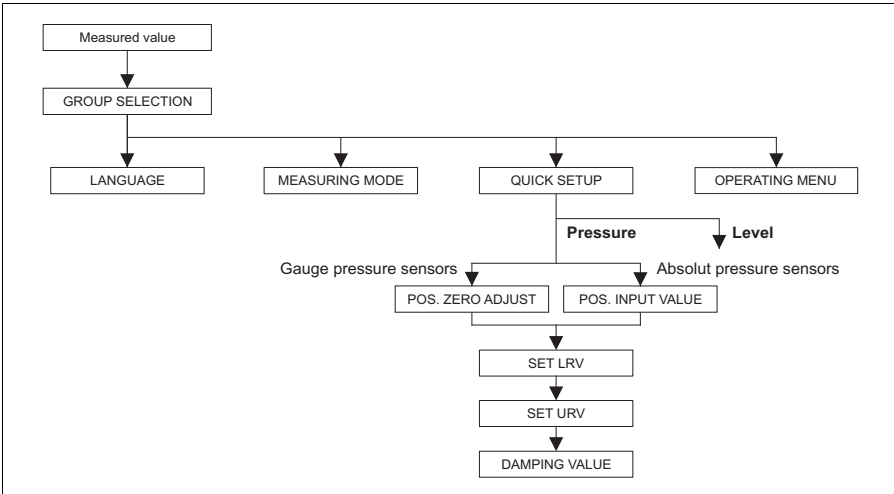 Measured value
GROUP SELECTION
LANGUAGE
MEASURING MODE
QUICK SETUP
OPERATING MENU
Pressure
Level
Gauge pressure sensors
Absolut pressure sensors
POS. ZERO ADJUST
POS. INPUT VALUE
SET LRV
SET URV
DAMPING VALUE